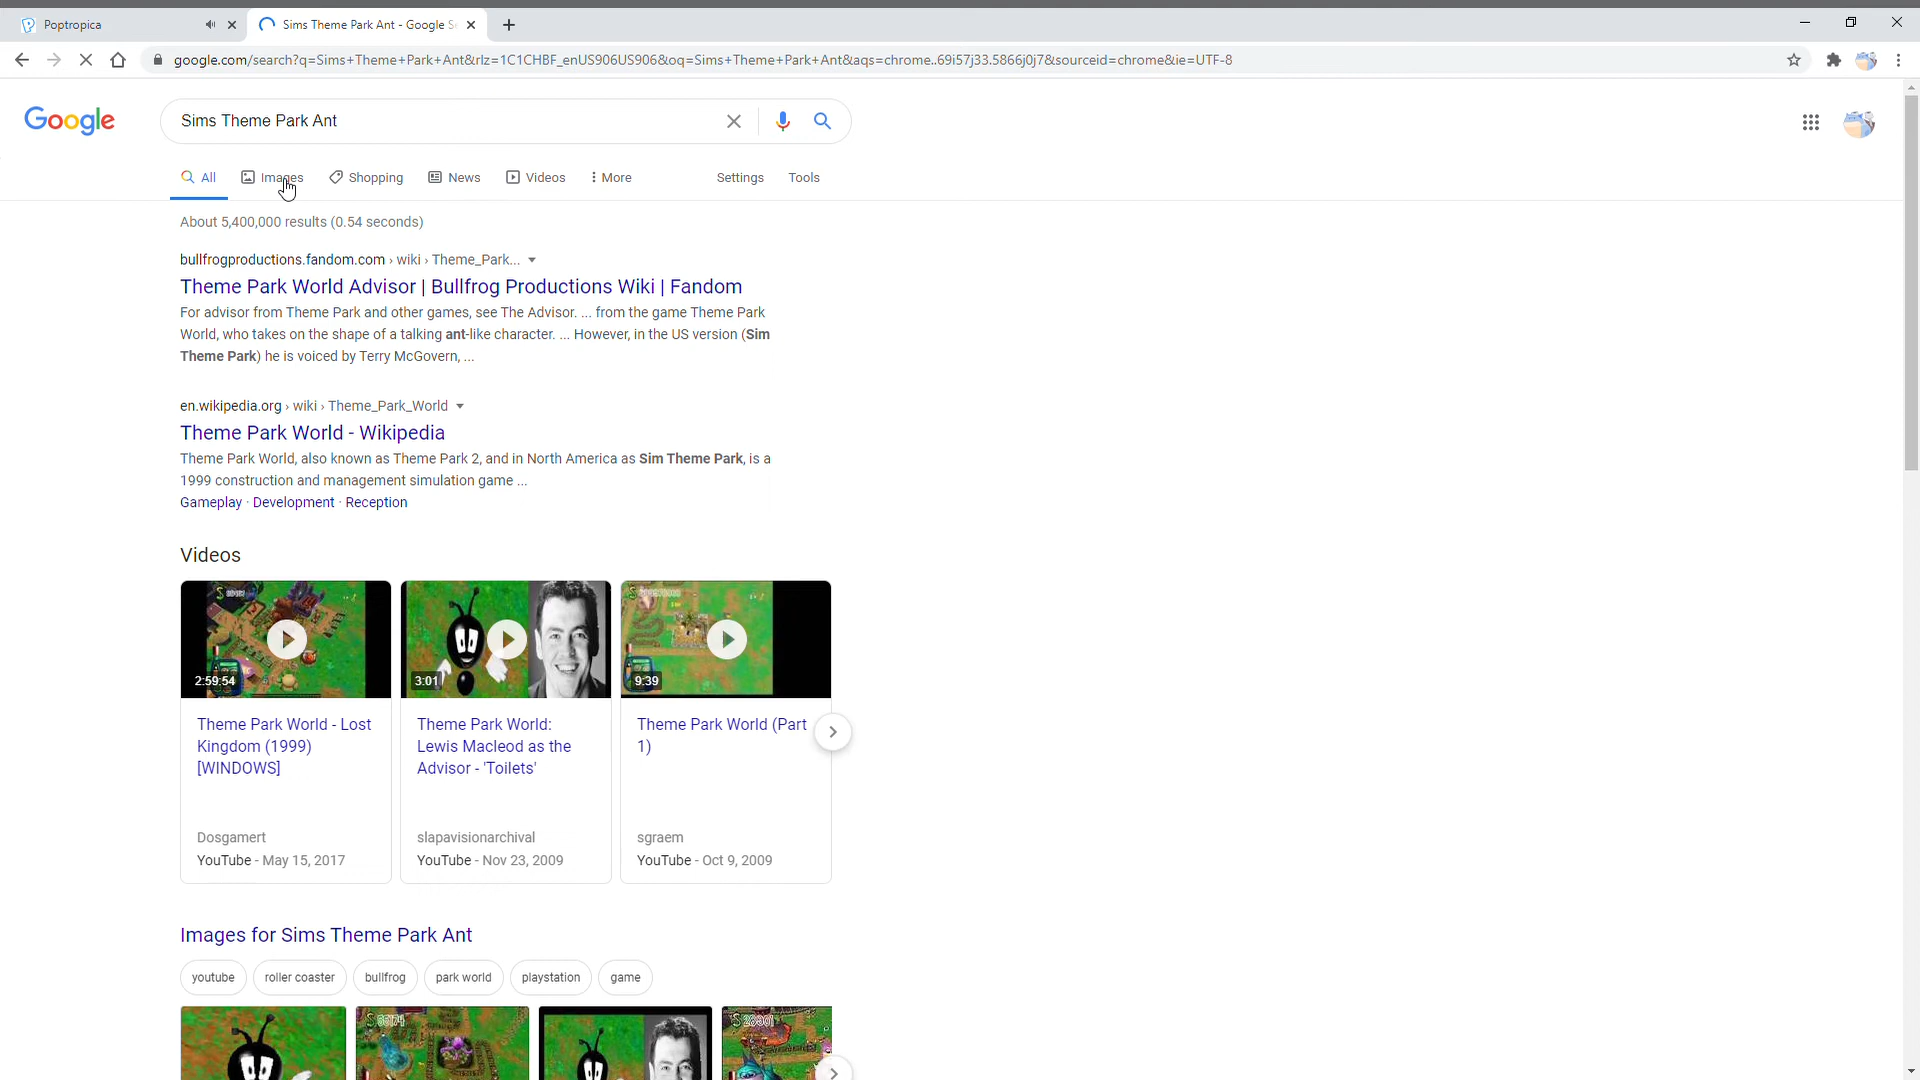 Poptropica
Sims Theme Park Ant - Google Se
google.com/search?q=Sims+Theme+Park+Ant&rlz=1C1CHBF_enUS906US906&oq=Sims+Theme+Park+Ant&aqs=chrome..69i57j33.5866j0j7&sourceid=chrome&ie=UTF-8
Google
Sims Theme Park Ant
All Images Shopping News Videos More Settings Tools
About 5,400,000 results (0.54 seconds)
bullfrogproductions.fandom.com › wiki › Theme_Park...
Theme Park World Advisor | Bullfrog Productions Wiki | Fandom
For advisor from Theme Park and other games, see The Advisor. ... from the game Theme Park
World, who takes on the shape of a talking ant-like character. ... However, in the US version (Sim
Theme Park) he is voiced by Terry McGovern, ...
en.wikipedia.org › wiki › Theme_Park_World
Theme Park World - Wikipedia
Theme Park World, also known as Theme Park 2, and in North America as Sim Theme Park, is a
1999 construction and management simulation game ...
Gameplay · Development · Reception
Videos
2:59:54
3:01
9:39
Theme Park World - Lost
Kingdom (1999)
[WINDOWS]
Dosgamert
YouTube - May 15, 2017
Theme Park World:
Lewis Macleod as the
Advisor - 'Toilets'
slapavisionarchival
YouTube - Nov 23, 2009
Theme Park World (Part
1)
sgraem
YouTube - Oct 9, 2009
Images for Sims Theme Park Ant
youtube roller coaster bullfrog park world playstation game